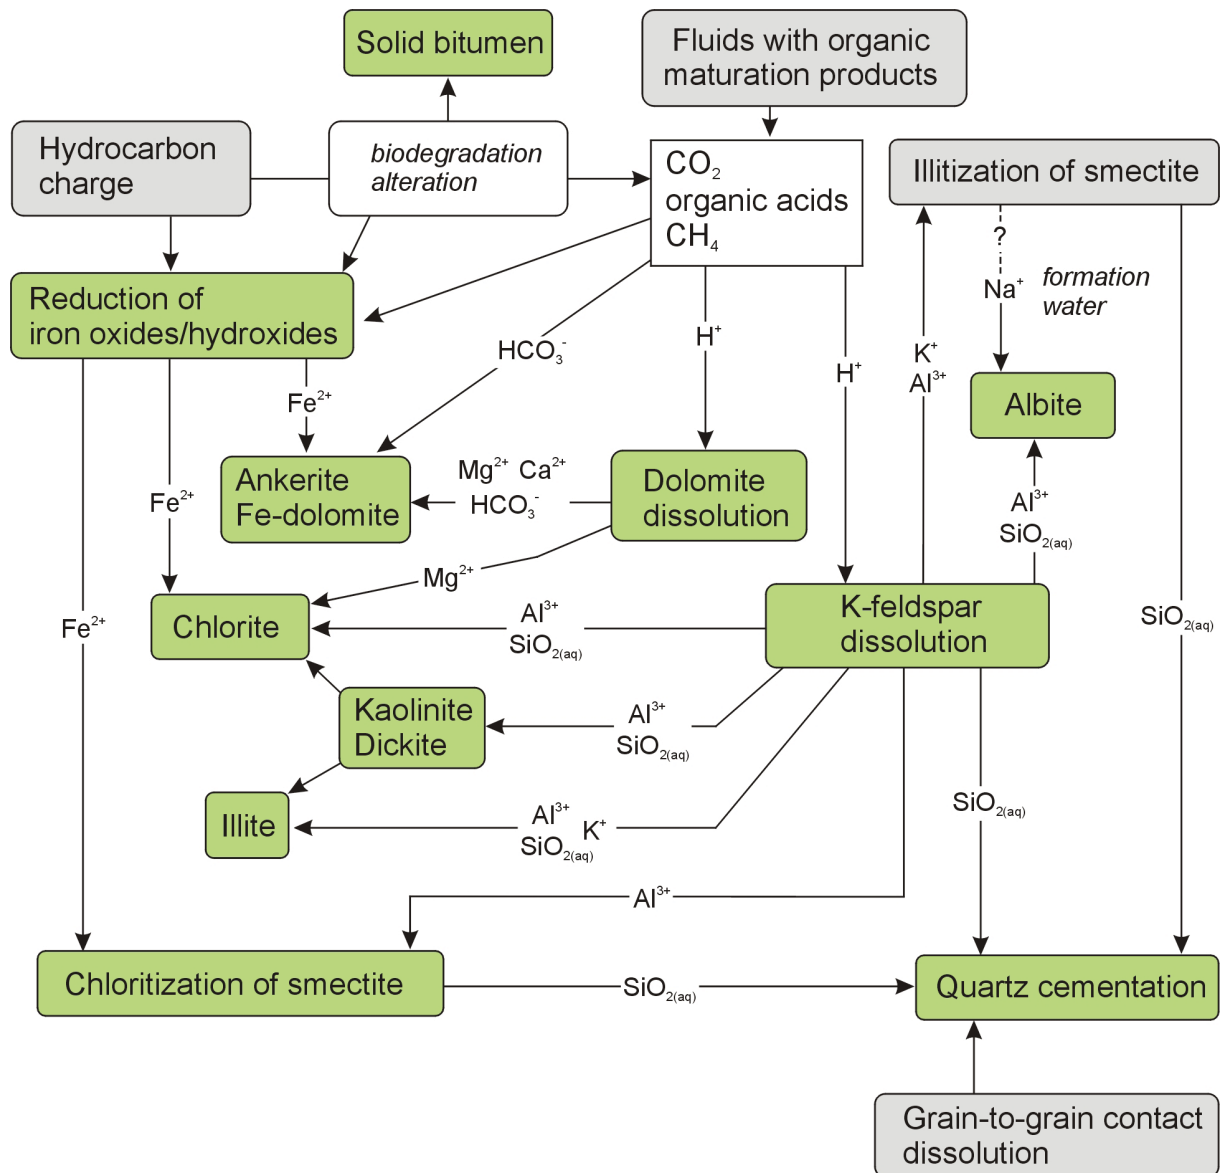 Solid bitumen
Fluids with organic
maturation products
Hydrocarbon
charge
biodegradation
alteration
CO₂
organic acids
CH₄
Illitization of smectite
?
Na⁺
formation
water
Reduction of
iron oxides/hydroxides
HCO₃⁻
H⁺
H⁺
K⁺
Al³⁺
Albite
Fe²⁺
Ankerite
Fe-dolomite
Mg²⁺ Ca²⁺
HCO₃⁻
Dolomite
dissolution
Fe²⁺
Al³⁺
SiO₂(aq)
Mg²⁺
Chlorite
Al³⁺
SiO₂(aq)
K-feldspar
dissolution
Fe²⁺
SiO₂(aq)
Kaolinite
Dickite
Al³⁺
SiO₂(aq)
Illite
Al³⁺
SiO₂(aq) K⁺
SiO₂(aq)
Al³⁺
Chloritization of smectite
SiO₂(aq)
Quartz cementation
Grain-to-grain contact
dissolution